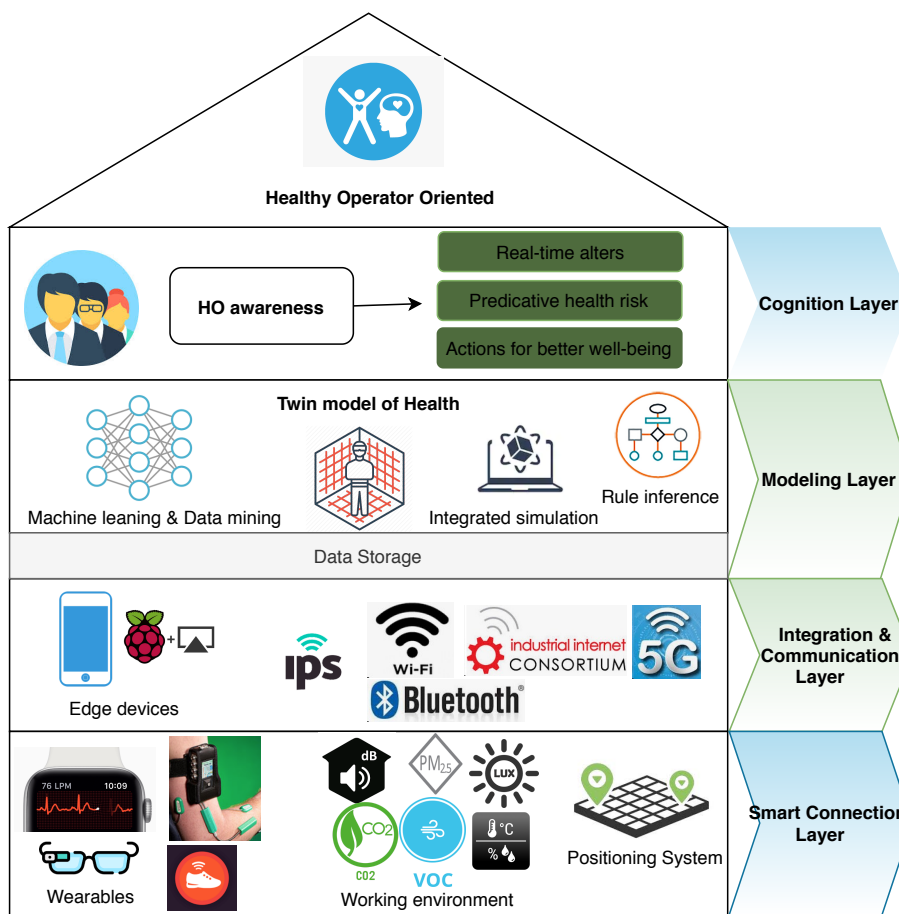 Healthy Operator Oriented
HO awareness
Real-time alters
Predicative health risk
Actions for better well-being
Cognition Layer
Twin model of Health
Machine leaning & Data mining
Integrated simulation
Rule inference
Modeling Layer
Data Storage
Edge devices
+
ips
Wi-Fi
industrial internet
CONSORTIUM
5G
Bluetooth®
Integration &
Communication
Layer
76 LPM 10:09
Wearables
dB
PM2.5
LUX
CO2
CO2
VOC
°C
%
Working environment
Positioning System
Smart Connection
Layer